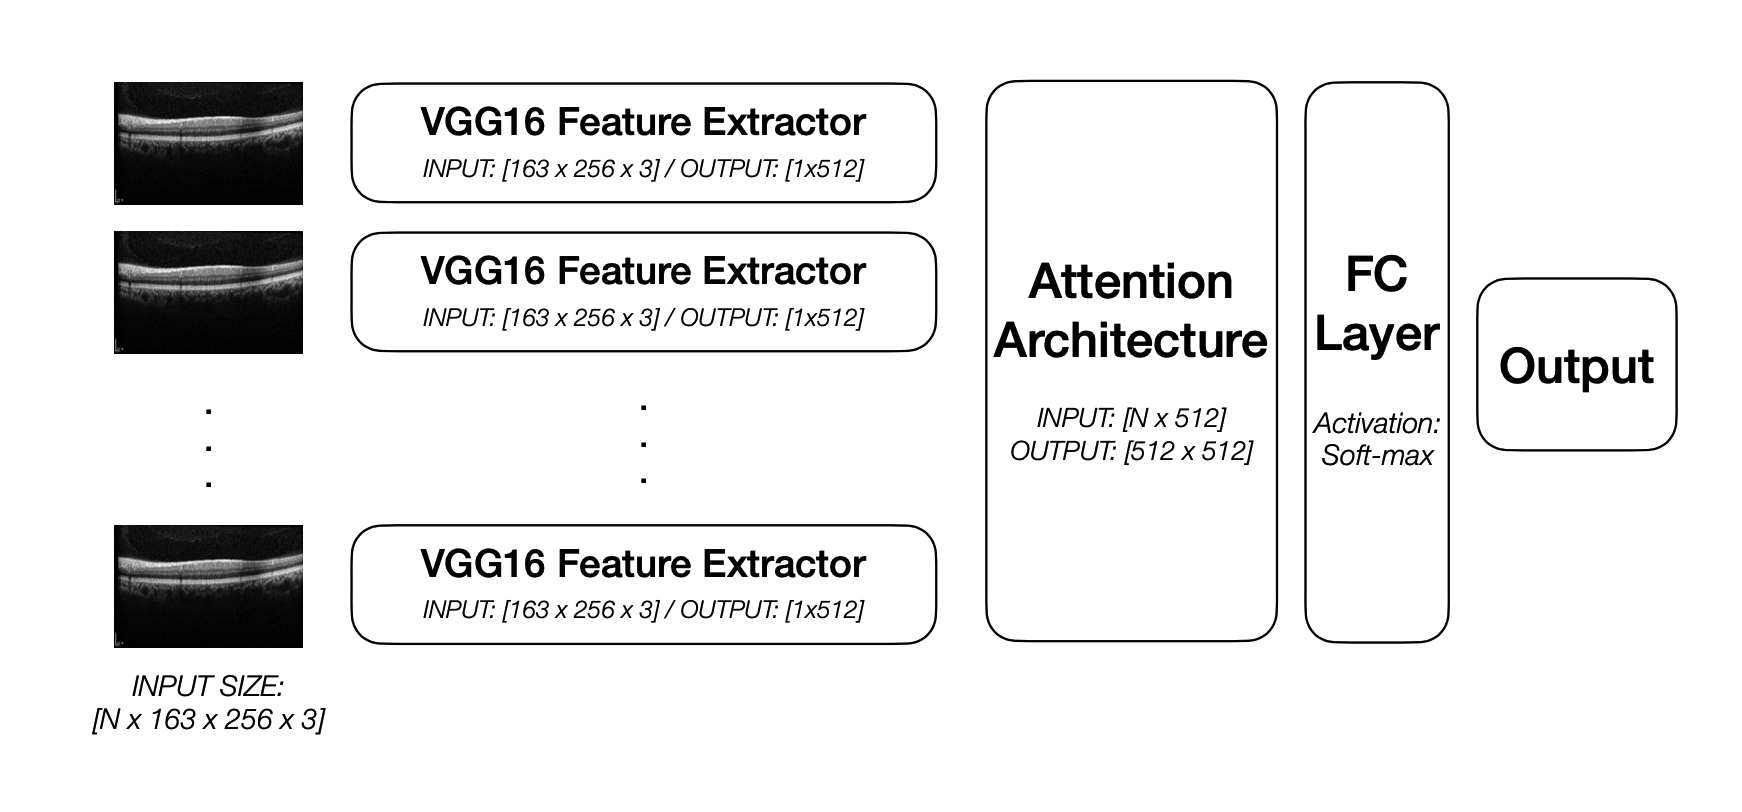 VGG16 Feature Extractor
INPUT: [163 x 256 x 3] / OUTPUT: [1x512]
VGG16 Feature Extractor
INPUT: [163 x 256 x 3] / OUTPUT: [1x512]
.
.
.
.
.
.
VGG16 Feature Extractor
INPUT: [163 x 256 x 3] / OUTPUT: [1x512]
INPUT SIZE:
[N x 163 x 256 x 3]
Attention
Architecture
INPUT: [N x 512]
OUTPUT: [512 x 512]
FC
Layer
Activation:
Soft-max
Output